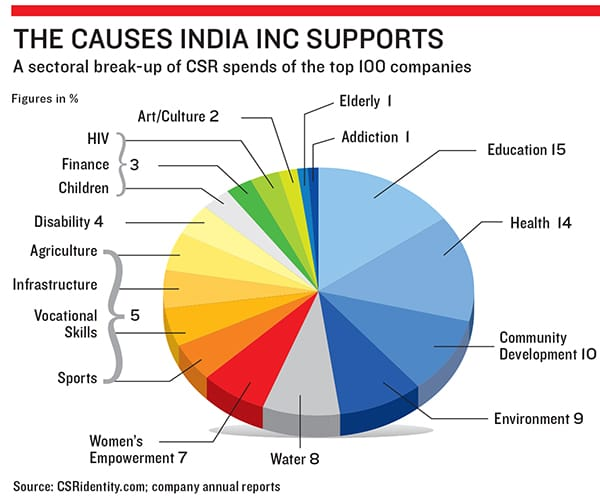 THE CAUSES INDIA INC SUPPORTS
A sectoral break-up of CSR spends of the top 100 companies
Figures in %
Elderly 1
Art/Culture 2
Addiction 1
HIV
Finance
Children
3
Education 15
Disability 4
Health 14
Agriculture
Infrastructure
Vocational
Skills
Sports
5
Community
Development 10
Environment 9
Women's
Empowerment 7
Water 8
Source: CSRidentity.com; company annual reports